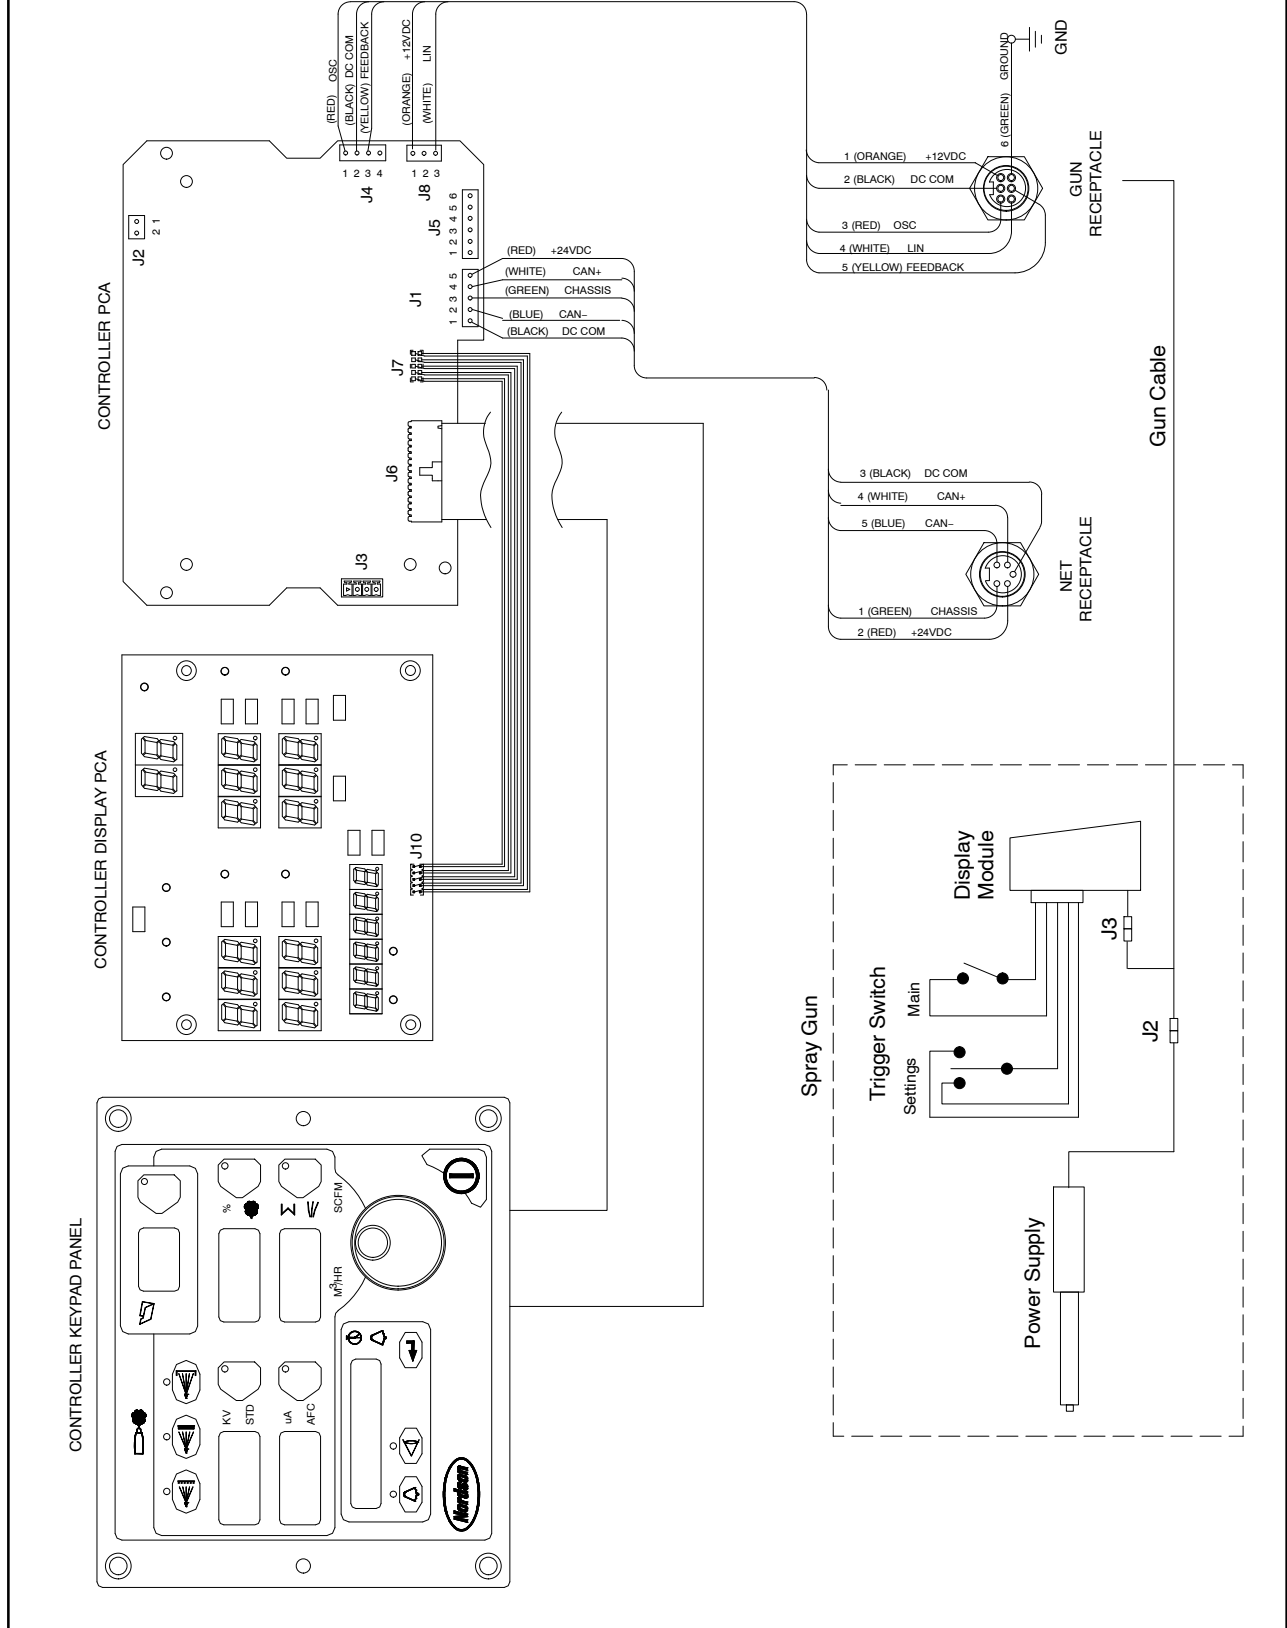 CONTROLLER PCA
J2
2 1
(RED) OSC
(BLACK) DC COM
(YELLOW) FEEDBACK
(ORANGE) +12VDC
(WHITE) LIN
1 2 3 4
J4
1 2 3
J8
J5
1 2 3 4 5 6
J1
1 2 3 4 5
J7
J6
J3
(RED) +24VDC
(WHITE) CAN+
(GREEN) CHASSIS
(BLUE) CAN−
(BLACK) DC COM
1 (ORANGE) +12VDC
2 (BLACK) DC COM
3 (RED) OSC
4 (WHITE) LIN
5 (YELLOW) FEEDBACK
6 (GREEN) GROUND
GND
GUN
RECEPTACLE
Gun Cable
3 (BLACK) DC COM
4 (WHITE) CAN+
5 (BLUE) CAN−
1 (GREEN) CHASSIS
2 (RED) +24VDC
NET
RECEPTACLE
CONTROLLER DISPLAY PCA
J10
CONTROLLER KEYPAD PANEL
%
SCFM
M3/HR
KV
STD
uA
AFC
Nordson
Spray Gun
Trigger Switch
Main
Settings
Display
Module
J3
J2
Power Supply